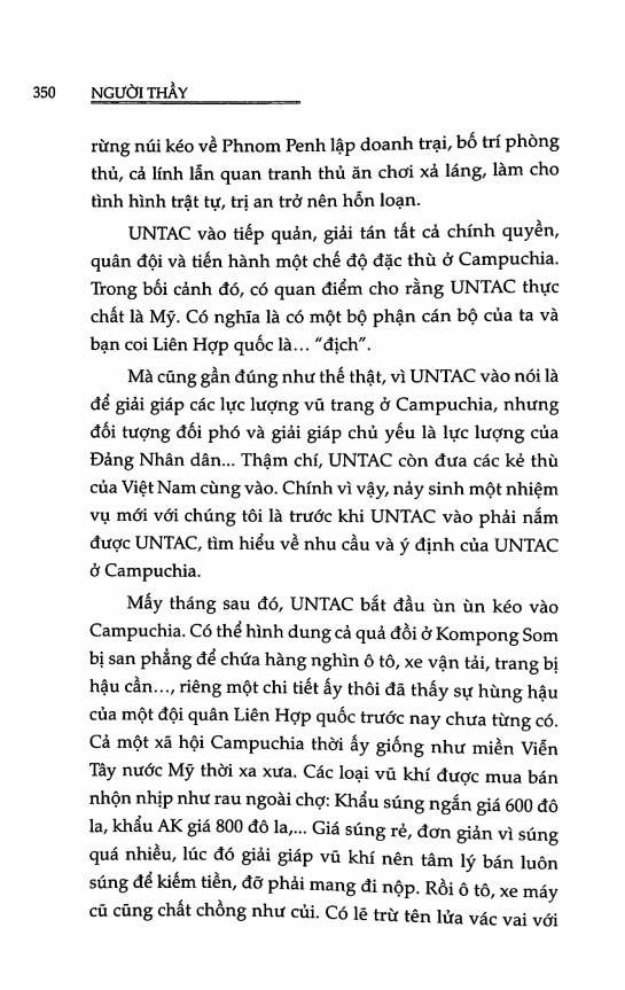 350 NGƯỜI THẦY
rừng núi kéo về Phnom Penh lập doanh trại, bố trí phòng
thủ, cả lính lẫn quan tranh thủ ăn chơi xả láng, làm cho
tình hình trật tự, trị an trở nên hỗn loạn.
UNTAC vào tiếp quản, giải tán tất cả chính quyền,
quân đội và tiến hành một chế độ đặc thù ở Campuchia.
Trong bối cảnh đó, có quan điểm cho rằng UNTAC thực
chất là Mỹ. Có nghĩa là có một bộ phận cán bộ của ta và
bạn coi Liên Hợp quốc là... "địch".
Mà cũng gần đúng như thế thật, vì UNTAC vào nói là
để giải giáp các lực lượng vũ trang ở Campuchia, nhưng
đối tượng đối phó và giải giáp chủ yếu là lực lượng của
Đảng Nhân dân... Thậm chí, UNTAC còn đưa các kẻ thù
của Việt Nam cùng vào. Chính vì vậy, nảy sinh một nhiệm
vụ mới với chúng tôi là trước khi UNTAC vào phải nắm
được UNTAC, tìm hiểu về nhu cầu và ý định của UNTAC
ở Campuchia.
Mấy tháng sau đó, UNTAC bắt đầu ùn ùn kéo vào
Campuchia. Có thể hình dung cả quả đồi ở Kompong Som
bị san phẳng để chứa hàng nghìn ô tô, xe vận tải, trang bị
hậu cần..., riêng một chi tiết ấy thôi đã thấy sự hùng hậu
của một đội quân Liên Hợp quốc trước nay chưa từng có.
Cả một xã hội Campuchia thời ấy giống như miền Viễn
Tây nước Mỹ thời xa xưa. Các loại vũ khí được mua bán
nhộn nhịp như rau ngoài chợ: Khẩu súng ngắn giá 600 đô
la, khẩu AK giá 800 đô la,... Giá súng rẻ, đơn giản vì súng
quá nhiều, lúc đó giải giáp vũ khí nên tâm lý bán luôn
súng để kiếm tiền, đỡ phải mang đi nộp. Rồi ô tô, xe máy
cũ cũng chất chồng như củi. Có lẽ trừ tên lửa vác vai với